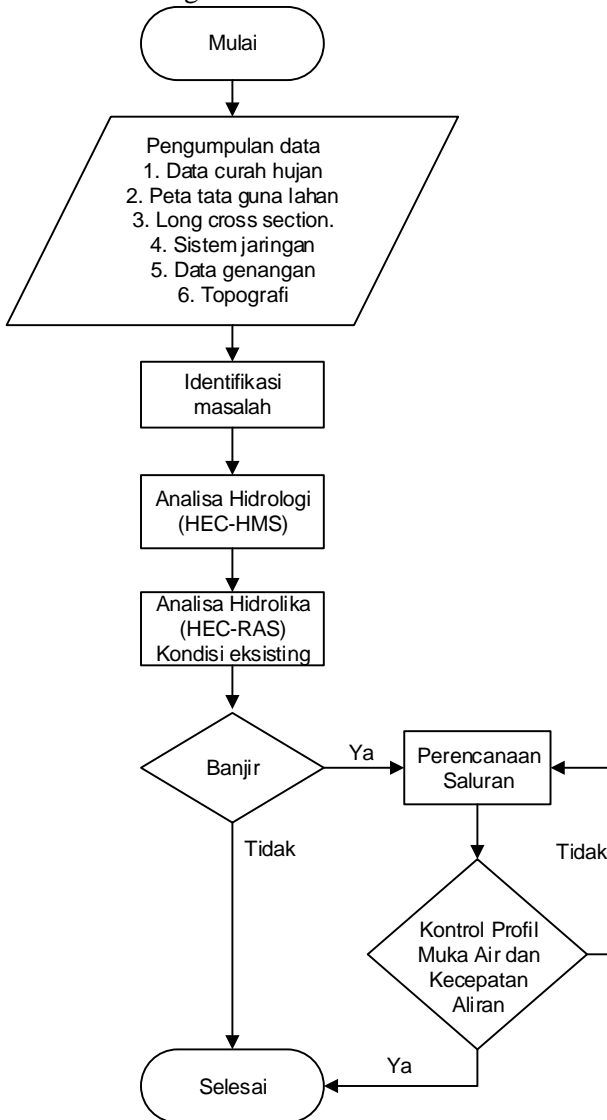 Mulai
Pengumpulan data
1. Data curah hujan
2. Peta tata guna lahan
3. Long cross section.
4. Sistem jaringan
5. Data genangan
6. Topografi
Identifikasi
masalah
Analisa Hidrologi
(HEC-HMS)
Analisa Hidrolika
(HEC-RAS)
Kondisi eksisting
Banjir
Ya
Perencanaan
Saluran
Tidak
Tidak
Kontrol Profil
Muka Air dan
Kecepatan
Aliran
Ya
Selesai